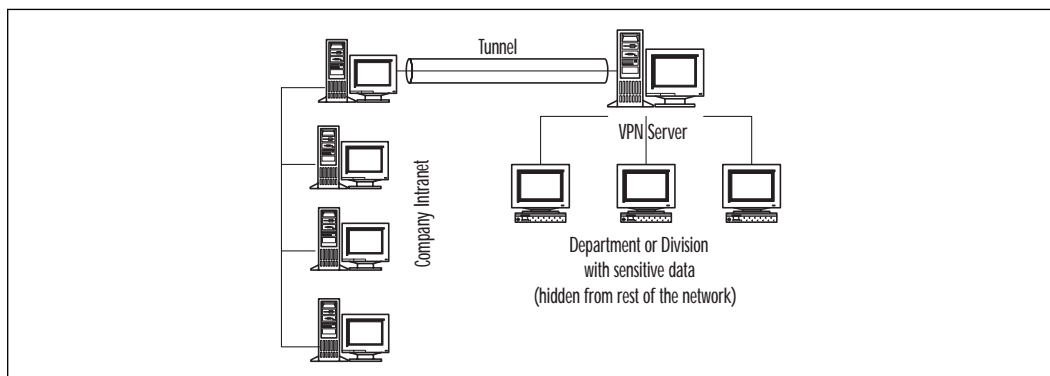 Tunnel
VPN Server
Company Intranet
Department or Division
with sensitive data
(hidden from rest of the network)